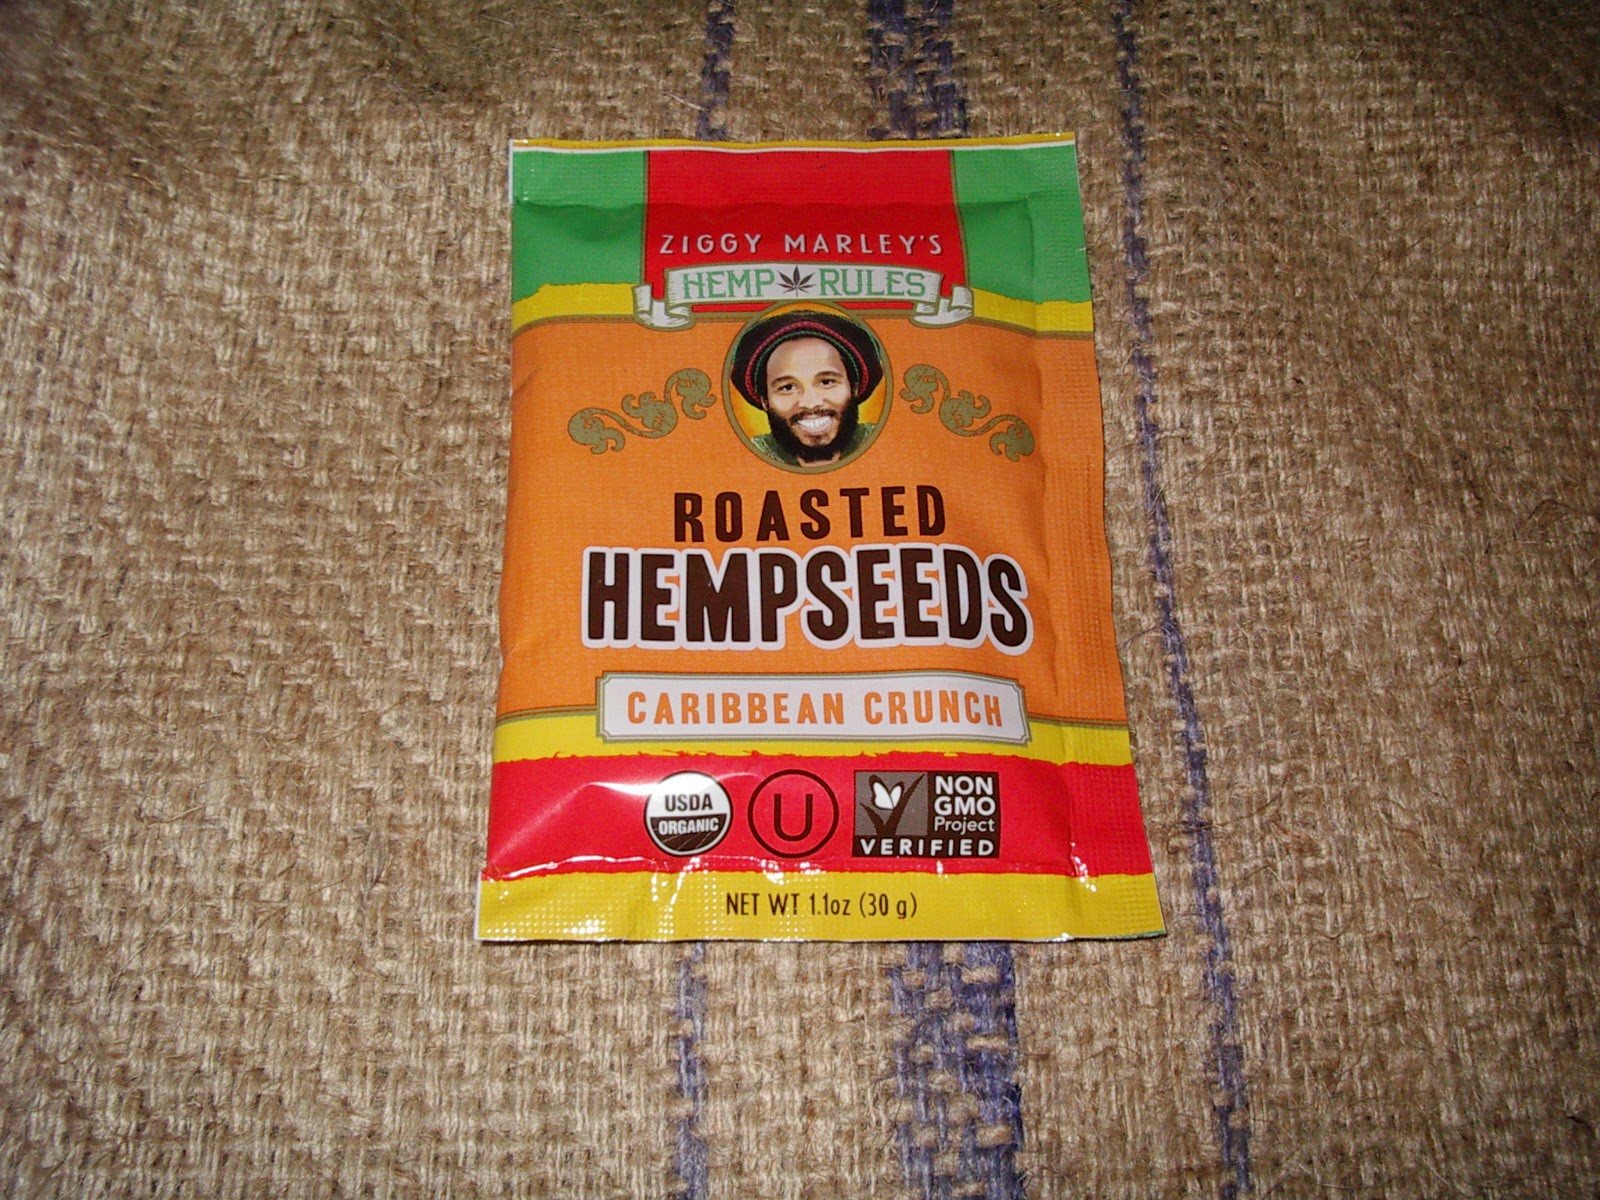 ZIGGY MARLEY'S
HEMP RULES
ROASTED
HEMPSEEDS
CARIBBEAN CRUNCH
USDA
ORGANIC
U
NON
GMO
Project
VERIFIED
NET WT 1.1oz (30 g)